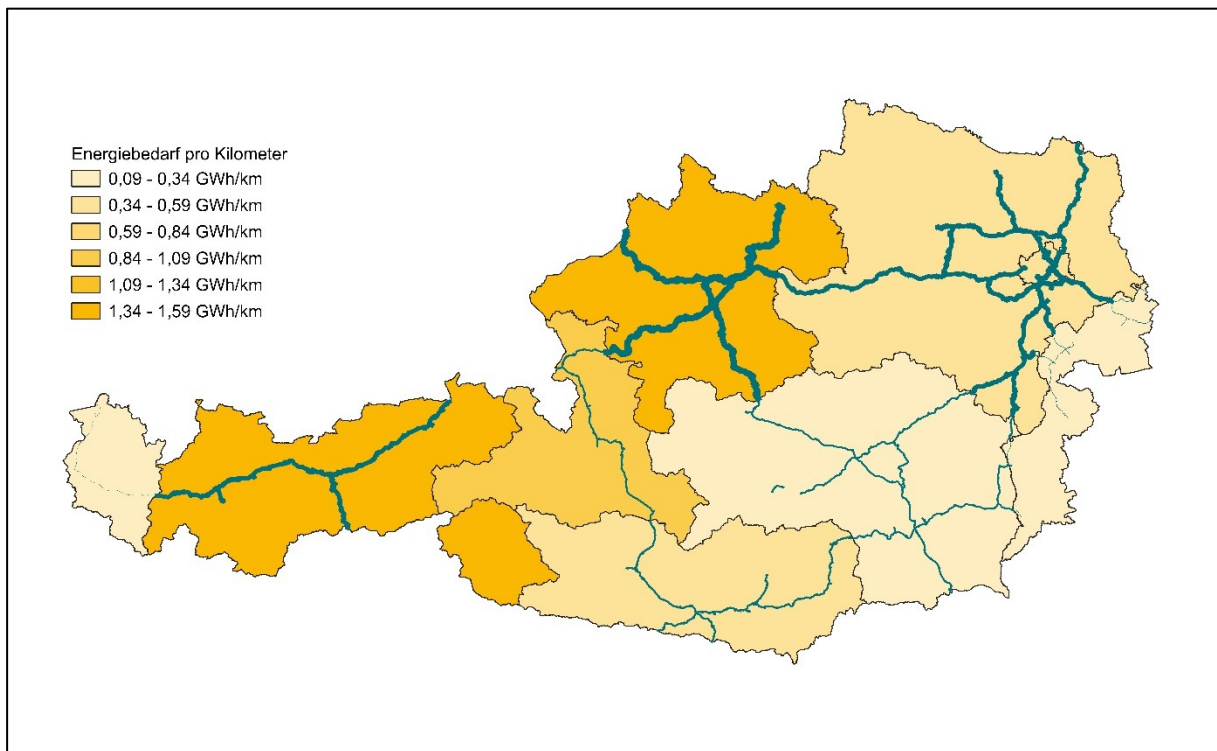 Energiebedarf pro Kilometer
0,09 - 0,34 GWh/km
0,34 - 0,59 GWh/km
0,59 - 0,84 GWh/km
0,84 - 1,09 GWh/km
1,09 - 1,34 GWh/km
1,34 - 1,59 GWh/km